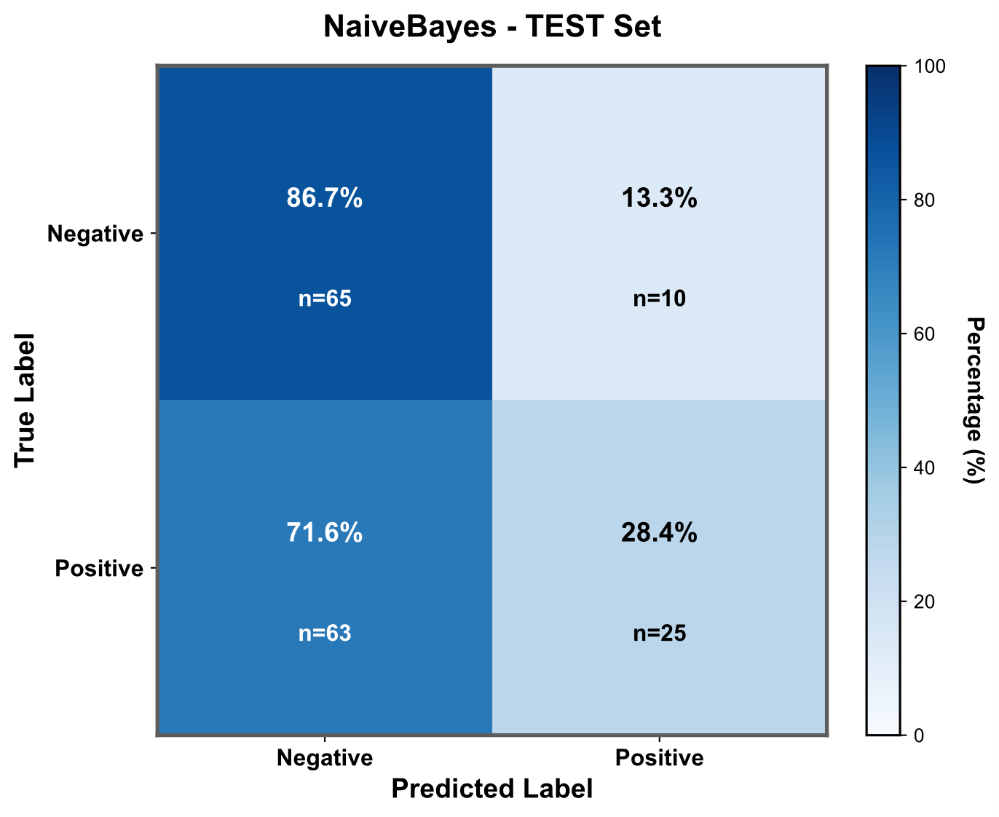 NaiveBayes - TEST Set
86.7%
13.3%
n=65
n=10
71.6%
28.4%
n=63
n=25
Negative
Positive
True Label
Negative
Positive
Predicted Label
100
80
60
40
20
0
Percentage (%)